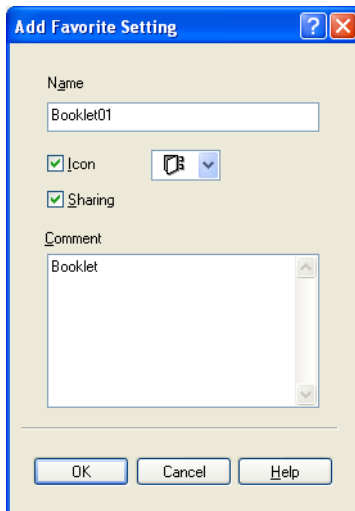 Add Favorite Setting
?
Name
Booklet01
Icon
Sharing
Comment
Booklet
OK Cancel Help